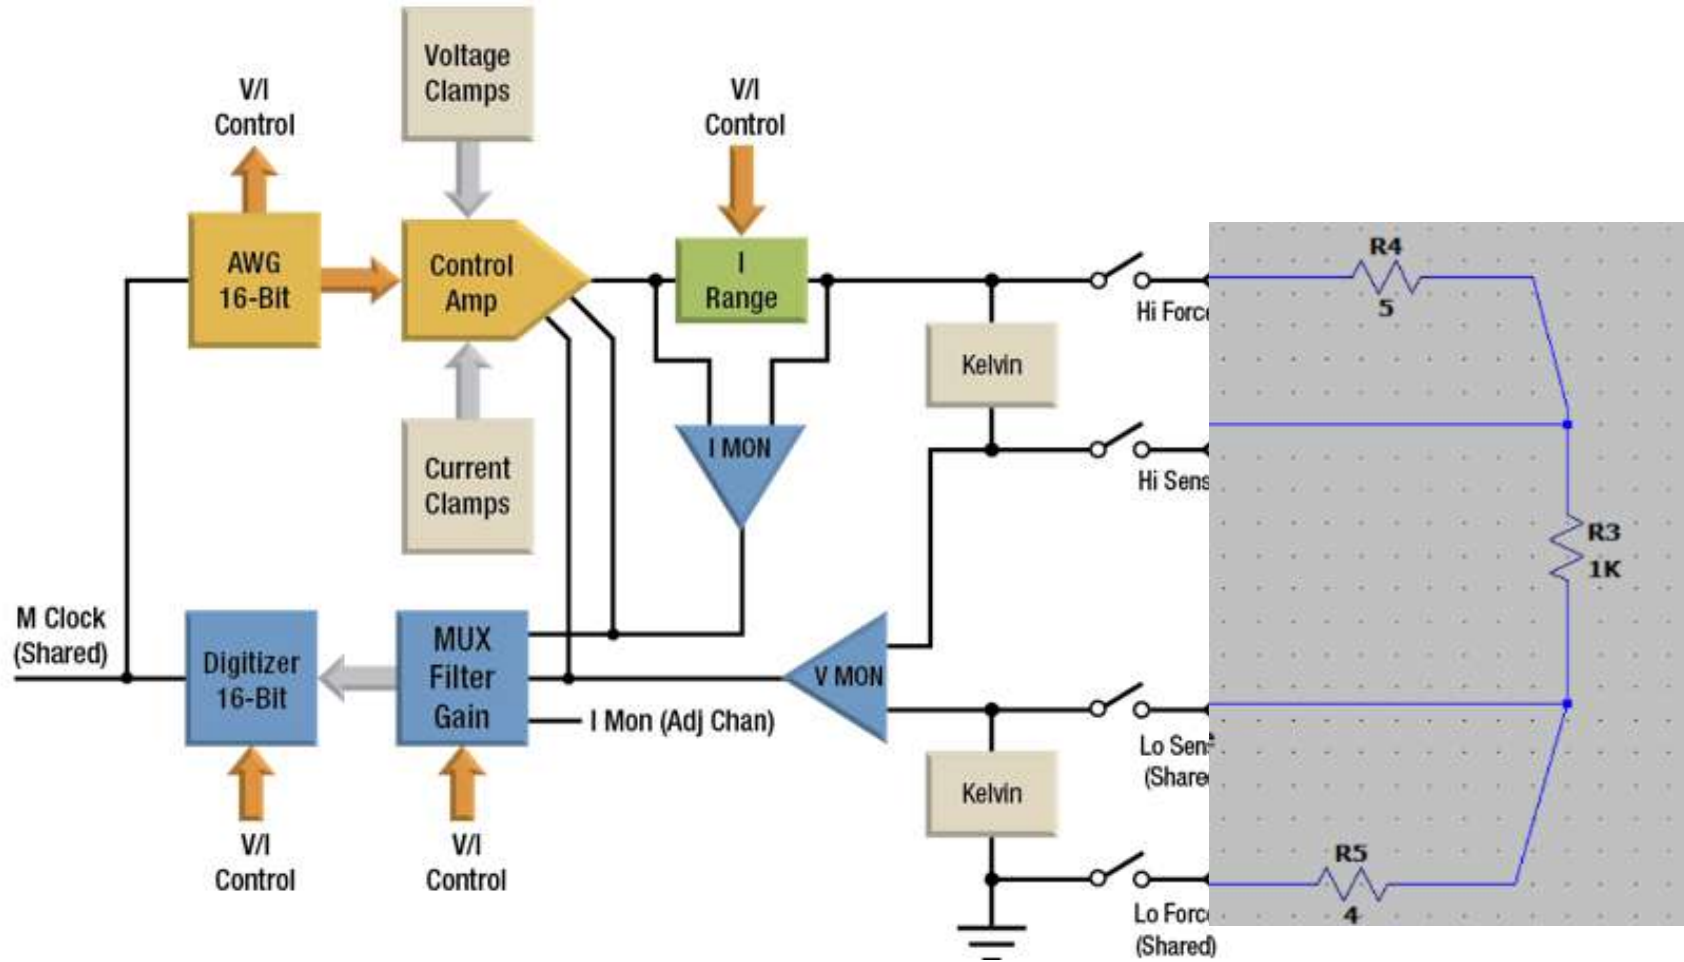 Voltage
Clamps
V/I
Control
V/I
Control
AWG
16-Bit
Control
Amp
I
Range
Hi Force
R4
5
Kelvin
I MON
Current
Clamps
Hi Sens
R3
1K
M Clock
(Shared)
Digitizer
16-Bit
MUX
Filter
Gain
V MON
I Mon (Adj Chan)
Lo Sens
(Share
Kelvin
V/I
Control
V/I
Control
R5
4
Lo Forc
(Shared)